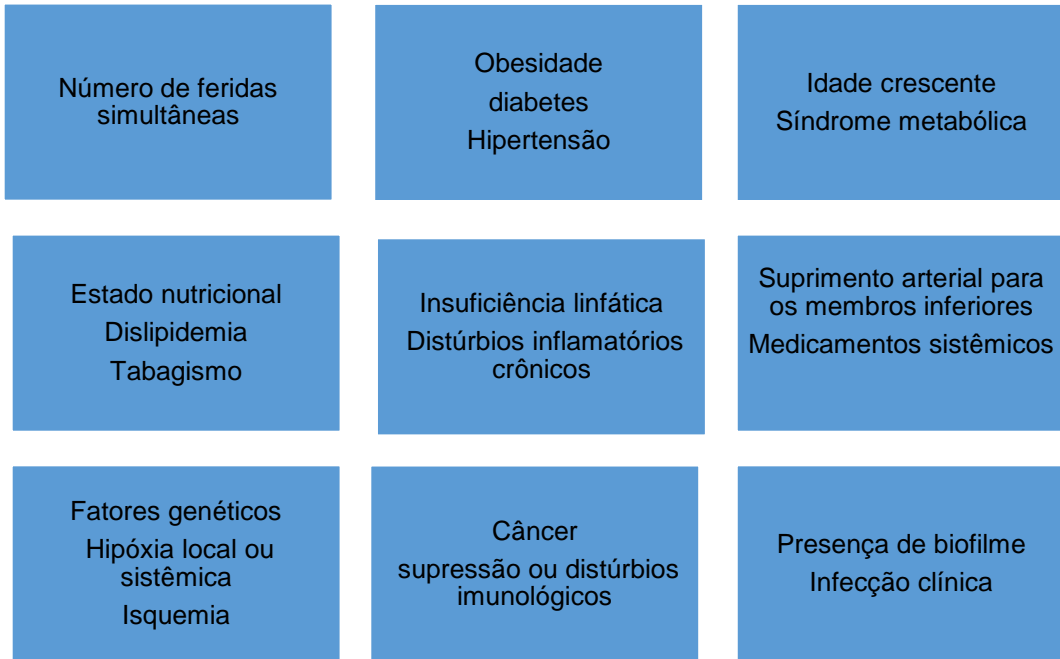 Número de feridas
simultâneas
Obesidade
diabetes
Hipertensão
Idade crescente
Síndrome metabólica
Estado nutricional
Dislipidemia
Tabagismo
Insuficiência linfática
Distúrbios inflamatórios
crônicos
Suprimento arterial para
os membros inferiores
Medicamentos sistêmicos
Fatores genéticos
Hipóxia local ou
sistêmica
Isquemia
Câncer
supressão ou distúrbios
imunológicos
Presença de biofilme
Infecção clínica